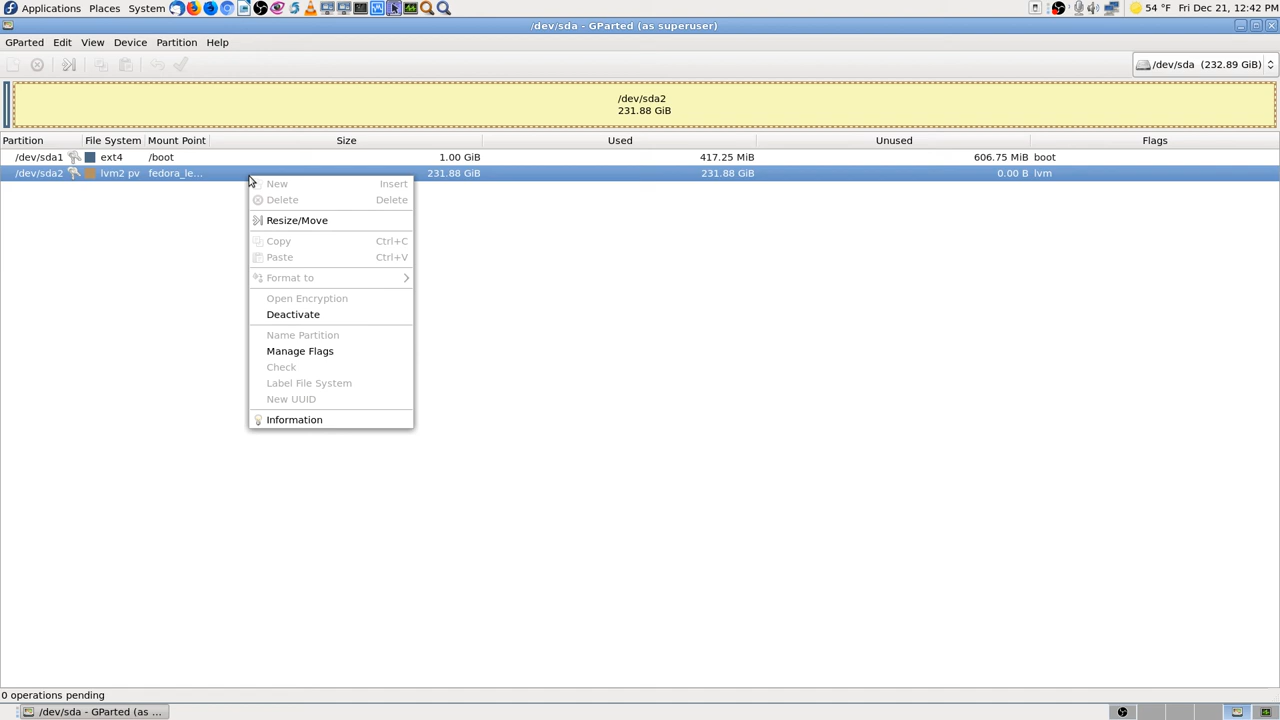 Applications Places System 54 °F Fri Dec 21, 12:42 PM
/dev/sda - GParted (as superuser)
GParted Edit View Device Partition Help
/dev/sda (232.89 GiB)
/dev/sda2
231.88 GiB
Partition File System Mount Point Size Used Unused Flags
/dev/sda1 ext4 /boot 1.00 GiB 417.25 MiB 606.75 MiB boot
/dev/sda2 lvm2 pv fedora_le... 231.88 GiB 231.88 GiB 0.00 B lvm
New Insert
Delete Delete
Resize/Move
Copy Ctrl+C
Paste Ctrl+V
Format to
Open Encryption
Deactivate
Name Partition
Manage Flags
Check
Label File System
New UUID
Information
0 operations pending
/dev/sda - GParted (as ...